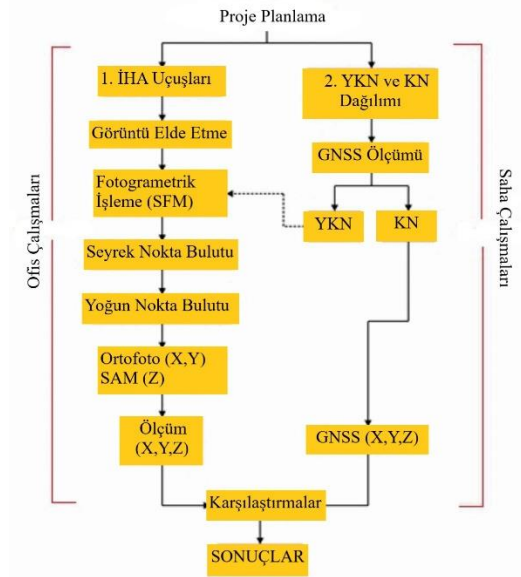 Proje Planlama
1. İHA Uçuşları
Görüntü Elde Etme
Fotogrametrik
İşleme (SFM)
Seyrek Nokta Bulutu
Yoğun Nokta Bulutu
Ortofoto (X,Y)
SAM (Z)
Ölçüm
(X,Y,Z)
2. YKN ve KN
Dağılımı
GNSS Ölçümü
YKN
KN
GNSS (X,Y,Z)
Karşılaştırmalar
SONUÇLAR
Ofis Çalışmaları
Saha Çalışmaları